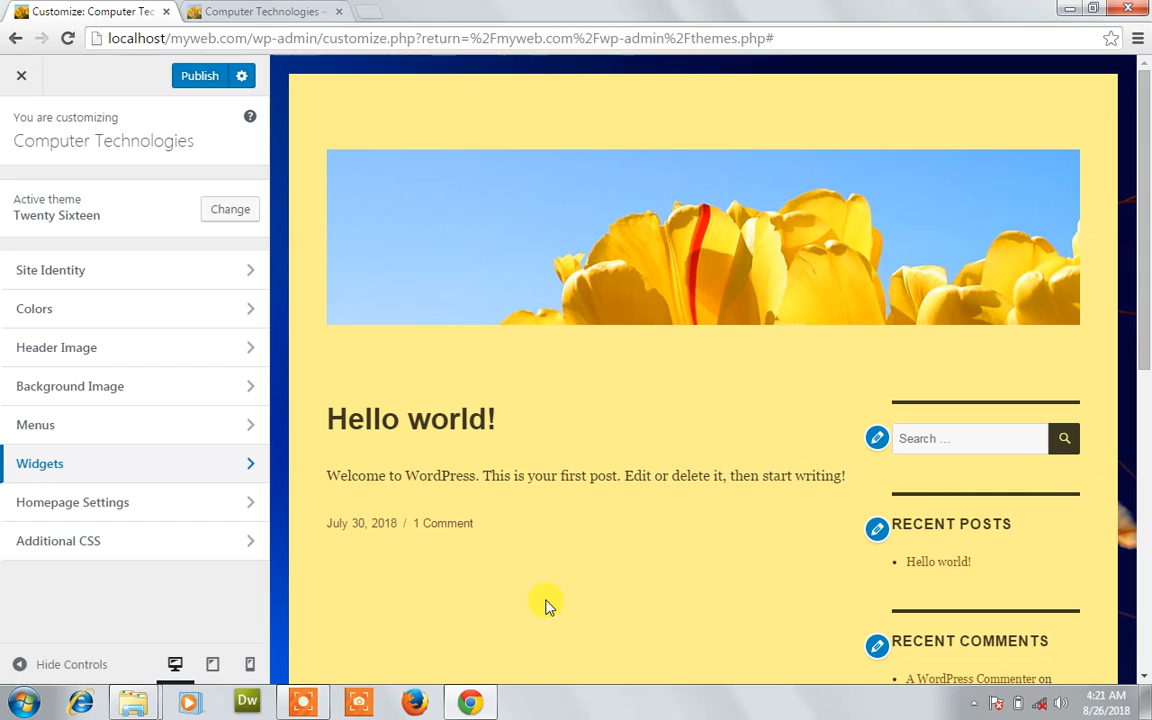 Customize: Computer Tec
Computer Technologies –
localhost/myweb.com/wp-admin/customize.php?return=%2Fmyweb.com%2Fwp-admin%2Fthemes.php#
Publish
You are customizing
Computer Technologies
Active theme
Twenty Sixteen
Change
Site Identity
Colors
Header Image
Background Image
Menus
Widgets
Homepage Settings
Additional CSS
Hide Controls
Hello world!
Welcome to WordPress. This is your first post. Edit or delete it, then start writing!
July 30, 2018 / 1 Comment
Search …
RECENT POSTS
• Hello world!
RECENT COMMENTS
• A WordPress Commenter on
Dw
4:21 AM
8/26/2018